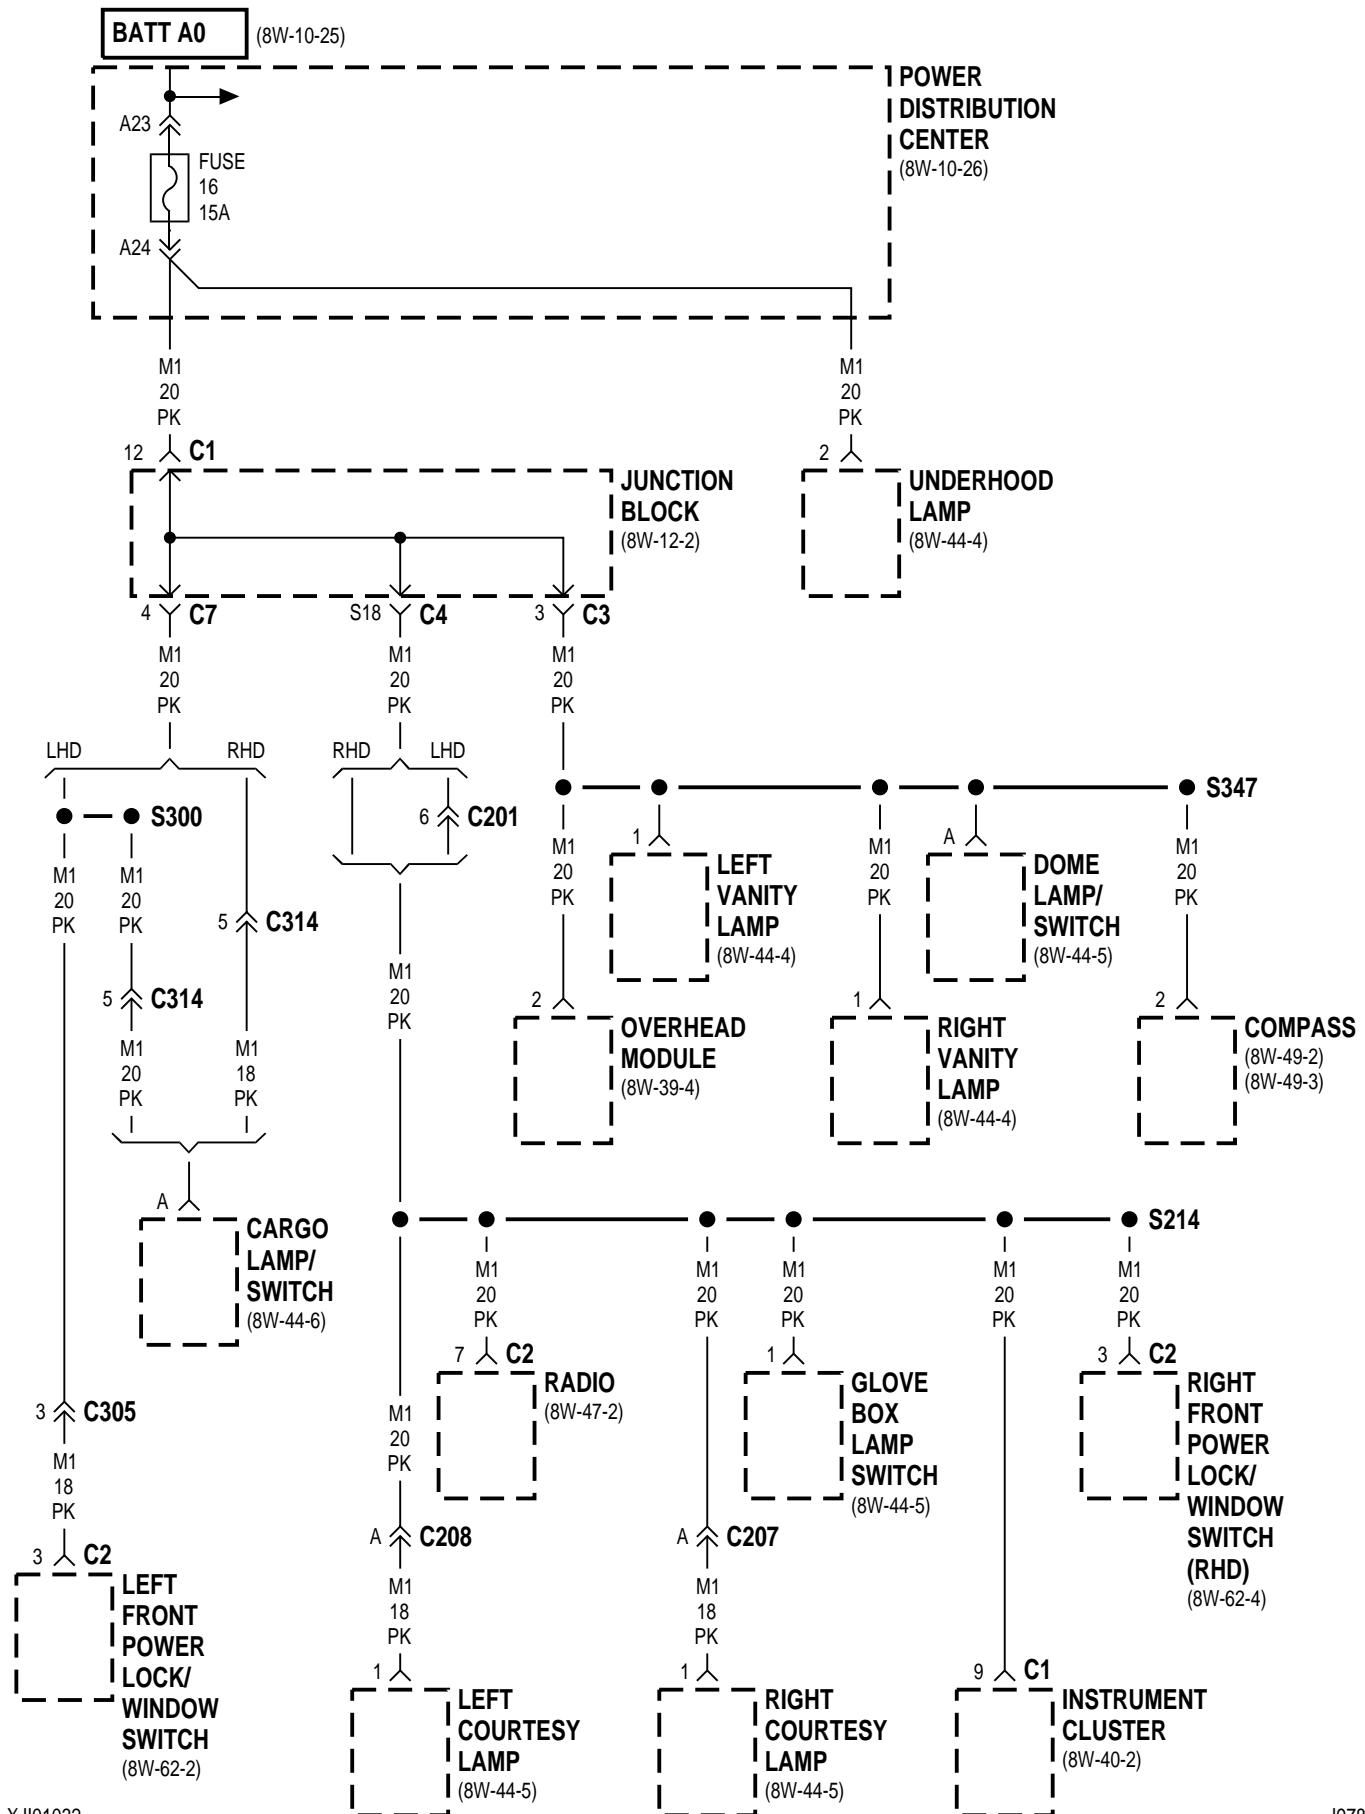 BATT A0 (8W-10-25)
POWER
DISTRIBUTION
CENTER
(8W-10-26)
A23
FUSE
16
15A
A24
M1
20
PK
M1
20
PK
12 C1
2
JUNCTION
BLOCK
(8W-12-2)
UNDERHOOD
LAMP
(8W-44-4)
4 C7
S18 C4
3 C3
M1
20
PK
M1
20
PK
M1
20
PK
LHD RHD
RHD LHD
S300
6 C201
S347
M1
20
PK
M1
20
PK
5 C314
5 C314
M1
20
PK
M1
18
PK
M1
20
PK
M1
20
PK
1
LEFT
VANITY
LAMP
(8W-44-4)
M1
20
PK
A
DOME
LAMP/
SWITCH
(8W-44-5)
M1
20
PK
2
OVERHEAD
MODULE
(8W-39-4)
1
RIGHT
VANITY
LAMP
(8W-44-4)
2
COMPASS
(8W-49-2)
(8W-49-3)
A
CARGO
LAMP/
SWITCH
(8W-44-6)
S214
M1
20
PK
M1
20
PK
M1
20
PK
M1
20
PK
M1
20
PK
7 C2
RADIO
(8W-47-2)
1
GLOVE
BOX
LAMP
SWITCH
(8W-44-5)
3 C2
RIGHT
FRONT
POWER
LOCK/
WINDOW
SWITCH
(RHD)
(8W-62-4)
3 C305
M1
18
PK
M1
20
PK
A C208
A C207
3 C2
LEFT
FRONT
POWER
LOCK/
WINDOW
SWITCH
(8W-62-2)
M1
18
PK
M1
18
PK
1
LEFT
COURTESY
LAMP
(8W-44-5)
1
RIGHT
COURTESY
LAMP
(8W-44-5)
9 C1
INSTRUMENT
CLUSTER
(8W-40-2)